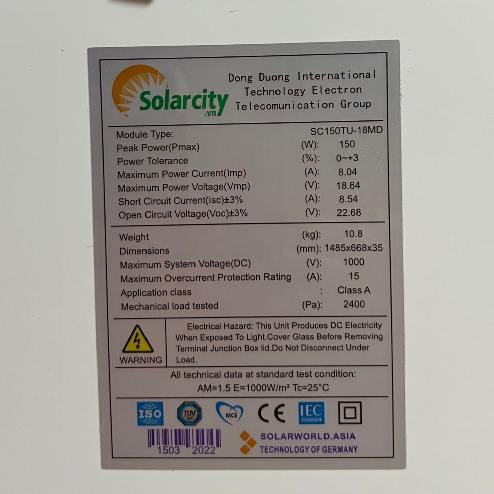 Solarcity
.vn
Dong Duong International
Technology Electron
Telecomunication Group
Module Type: SC150TU-18MD
Peak Power(Pmax) (W): 150
Power Tolerance (%): 0~+3
Maximum Power Current(Imp) (A): 8.04
Maximum Power Voltage(Vmp) (V): 18.64
Short Circuit Current(Isc)±3% (A): 8.54
Open Circuit Voltage(Voc)±3% (V): 22.68
Weight (kg): 10.8
Dimensions (mm): 1485x668x35
Maximum System Voltage(DC) (V): 1000
Maximum Overcurrent Protection Rating (A): 15
Application class : Class A
Mechanical load tested (Pa): 2400
WARNING
Electrical Hazard: This Unit Produces DC Electricity
When Exposed To Light.Cover Glass Before Removing
Terminal Junction Box lid.Do Not Disconnect Under
Load.
All technical data at standard test condition:
AM=1.5 E=1000W/m² Tc=25°C
ISO TUV MCS CE IEC
1503 2022
SOLARWORLD.ASIA
TECHNOLOGY OF GERMANY